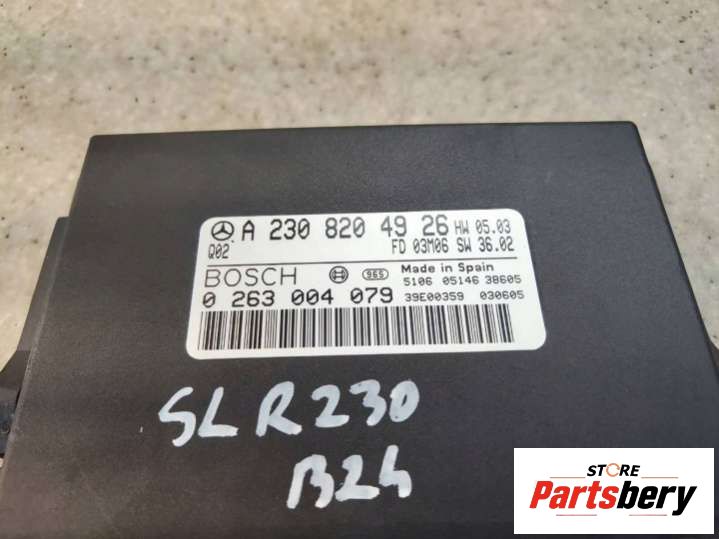 A 230 820 49 26 HW 05.03
Q02 FD 03M06 SW 36.02
BOSCH 965 Made in Spain
5106 05146 38605
0 263 004 079 39E00359 030605
SL R230
B24
STORE
Partsbery